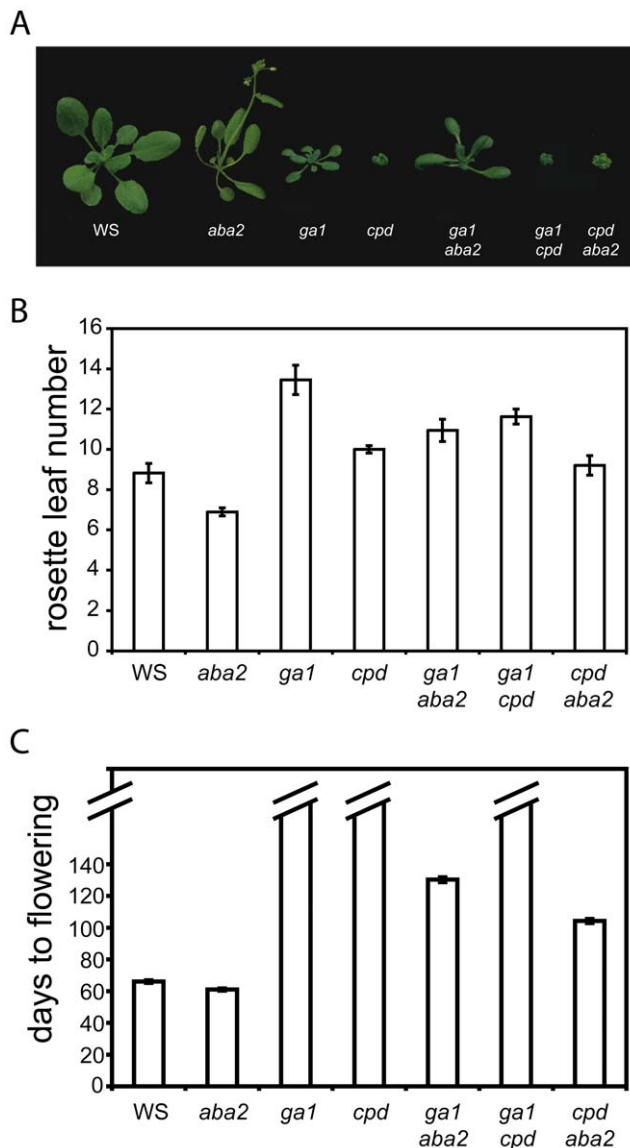 A
WS aba2 ga1 cpd ga1 ga1 cpd
aba2 cpd aba2
B
rosette leaf number
16
14
12
10
8
6
4
2
0
WS aba2 ga1 cpd ga1 ga1 cpd
aba2 cpd aba2
C
days to flowering
140
120
100
80
60
40
20
0
WS aba2 ga1 cpd ga1 ga1 cpd
aba2 cpd aba2